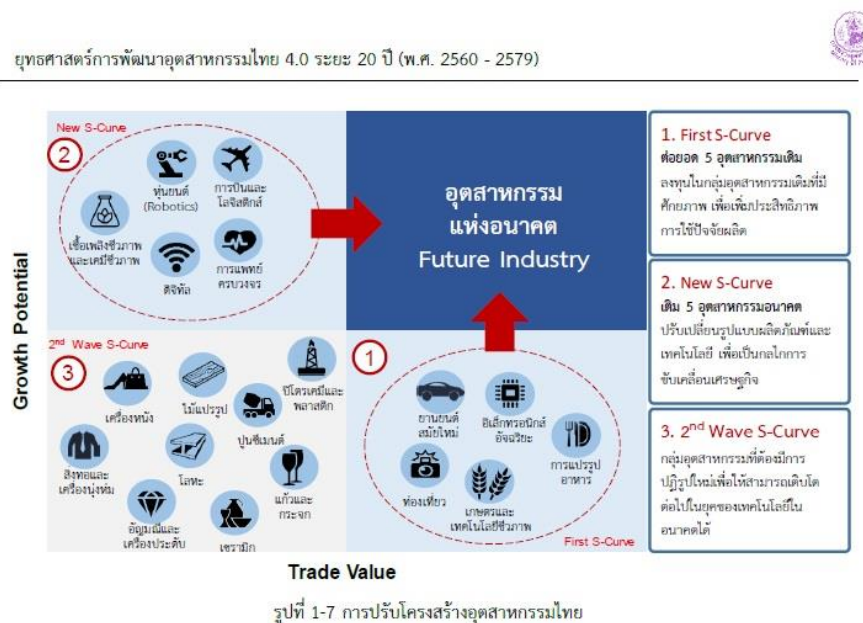 ยุทธศาสตร์การพัฒนาอุตสาหกรรมไทย 4.0 ระยะ 20 ปี (พ.ศ. 2560 - 2579)
New S-Curve
2
หุ่นยนต์
(Robotics)
การบินและ
โลจิสติกส์
เชื้อเพลิงชีวภาพ
และเคมีชีวภาพ
ดิจิทัล
การแพทย์
ครบวงจร
อุตสาหกรรม
แห่งอนาคต
Future Industry
Growth Potential
2nd Wave S-Curve
3
เครื่องหนัง
ไม้แปรรูป
ปิโตรเคมีและ
พลาสติก
ปูนซีเมนต์
สิ่งทอและ
เครื่องนุ่งห่ม
โลหะ
แก้วและ
กระจก
อัญมณีและ
เครื่องประดับ
เซรามิก
1
ยานยนต์
สมัยใหม่
อิเล็กทรอนิกส์
อัจฉริยะ
การแปรรูป
อาหาร
ท่องเที่ยว
เกษตรและ
เทคโนโลยีชีวภาพ
First S-Curve
Trade Value
1. First S-Curve
ต่อยอด 5 อุตสาหกรรมเดิม
ลงทุนในกลุ่มอุตสาหกรรมเดิมที่มี
ศักยภาพ เพื่อเพิ่มประสิทธิภาพ
การใช้ปัจจัยผลิต
2. New S-Curve
เติม 5 อุตสาหกรรมอนาคต
ปรับเปลี่ยนรูปแบบผลิตภัณฑ์และ
เทคโนโลยี เพื่อเป็นกลไกการ
ขับเคลื่อนเศรษฐกิจ
3. 2nd Wave S-Curve
กลุ่มอุตสาหกรรมที่ต้องมีการ
ปฏิรูปใหม่เพื่อให้สามารถเติบโต
ต่อไปในยุคของเทคโนโลยีใน
อนาคตได้
รูปที่ 1-7 การปรับโครงสร้างอุตสาหกรรมไทย